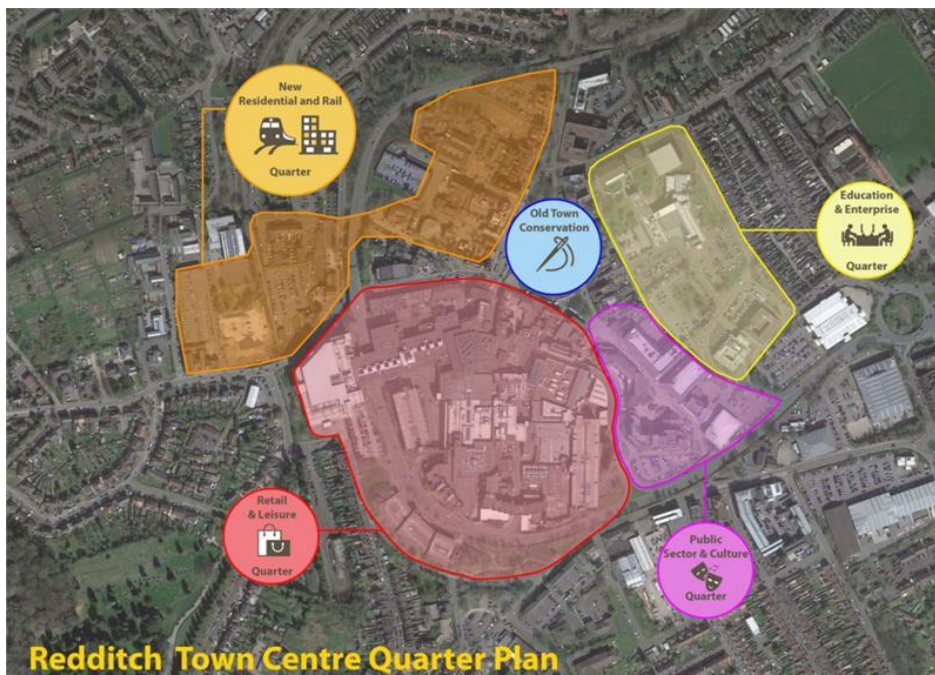 New
Residential and Rail
Quarter
Old Town
Conservation
Education
& Enterprise
Quarter
Retail
& Leisure
Quarter
Public
Sector & Culture
Quarter
Redditch Town Centre Quarter Plan